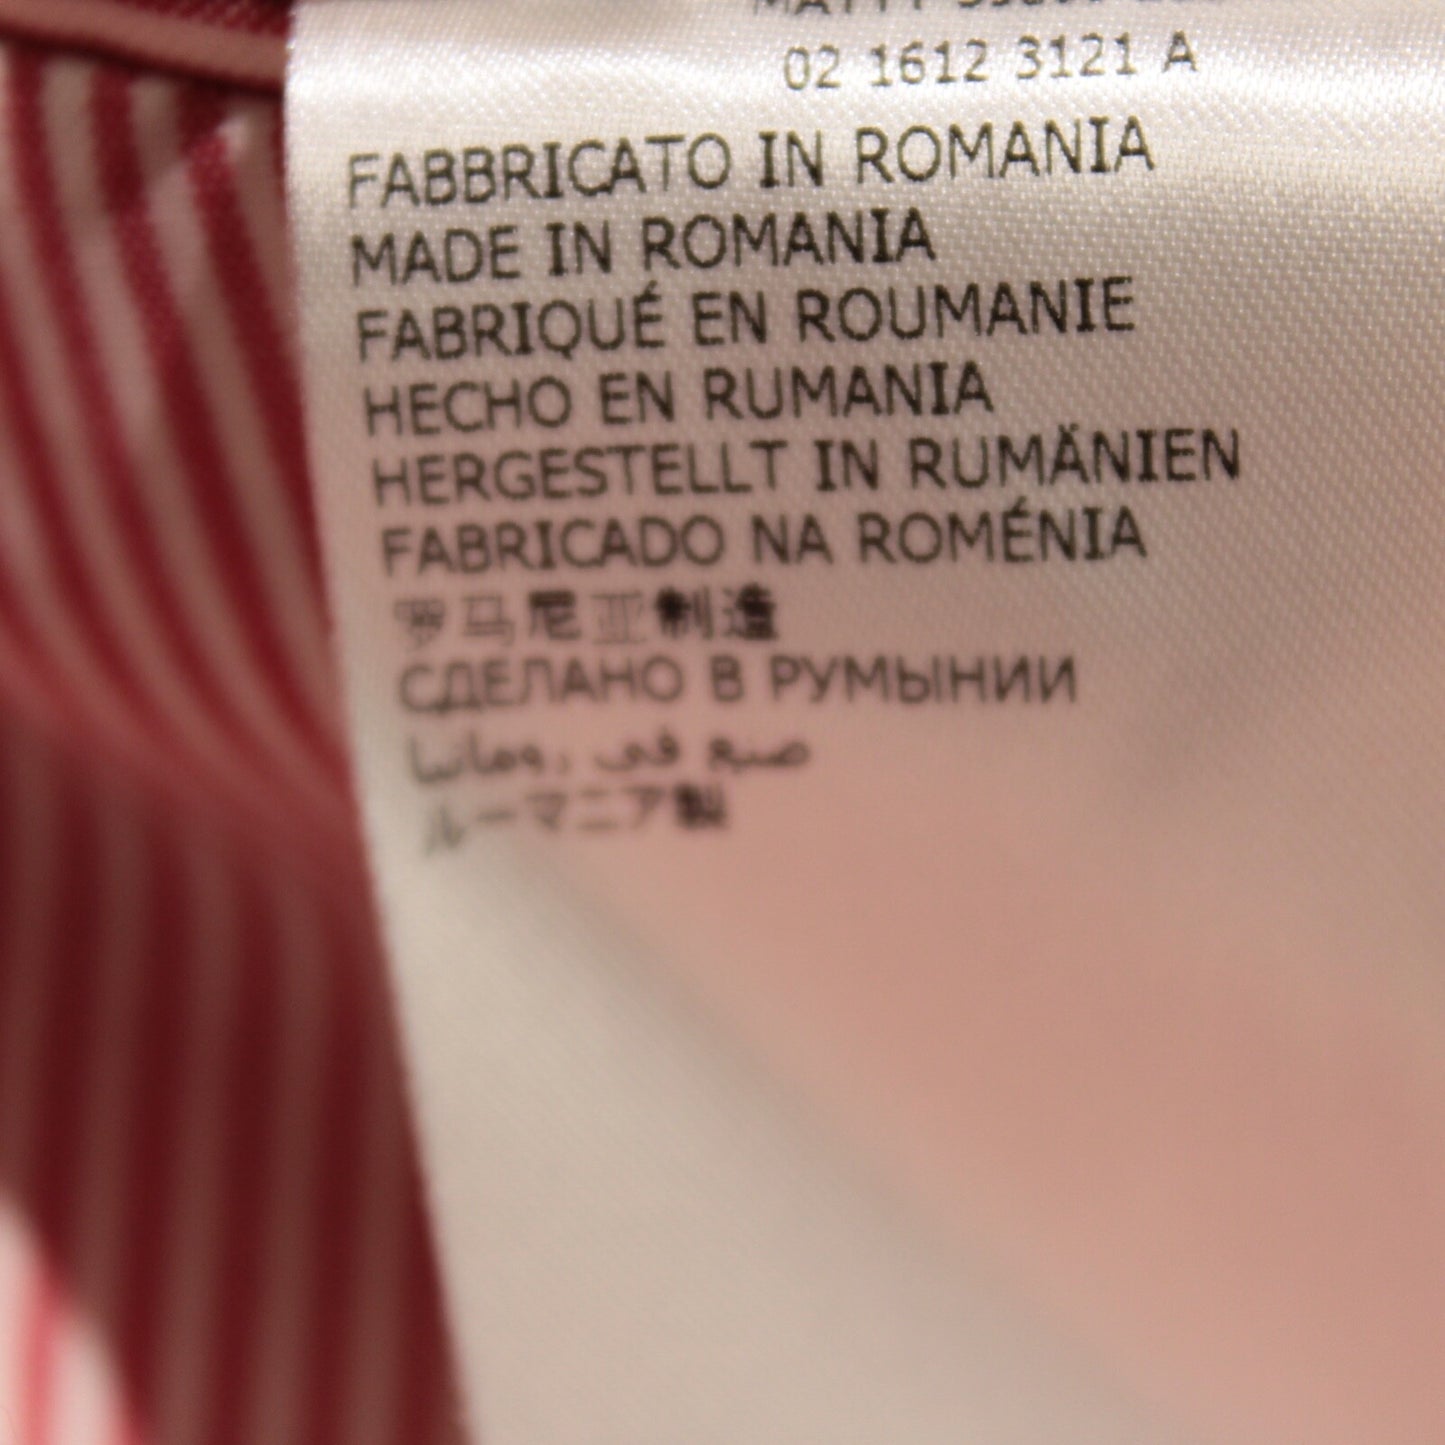 02 1612 3121 A
FABBRICATO IN ROMANIA
MADE IN ROMANIA
FABRIQUÉ EN ROUMANIE
HECHO EN RUMANIA
HERGESTELLT IN RUMÄNIEN
FABRICADO NA ROMÉNIA
罗马尼亚制造
СДЕЛАНО В РУМЫНИИ
صنع في رومانيا
ルーマニア製